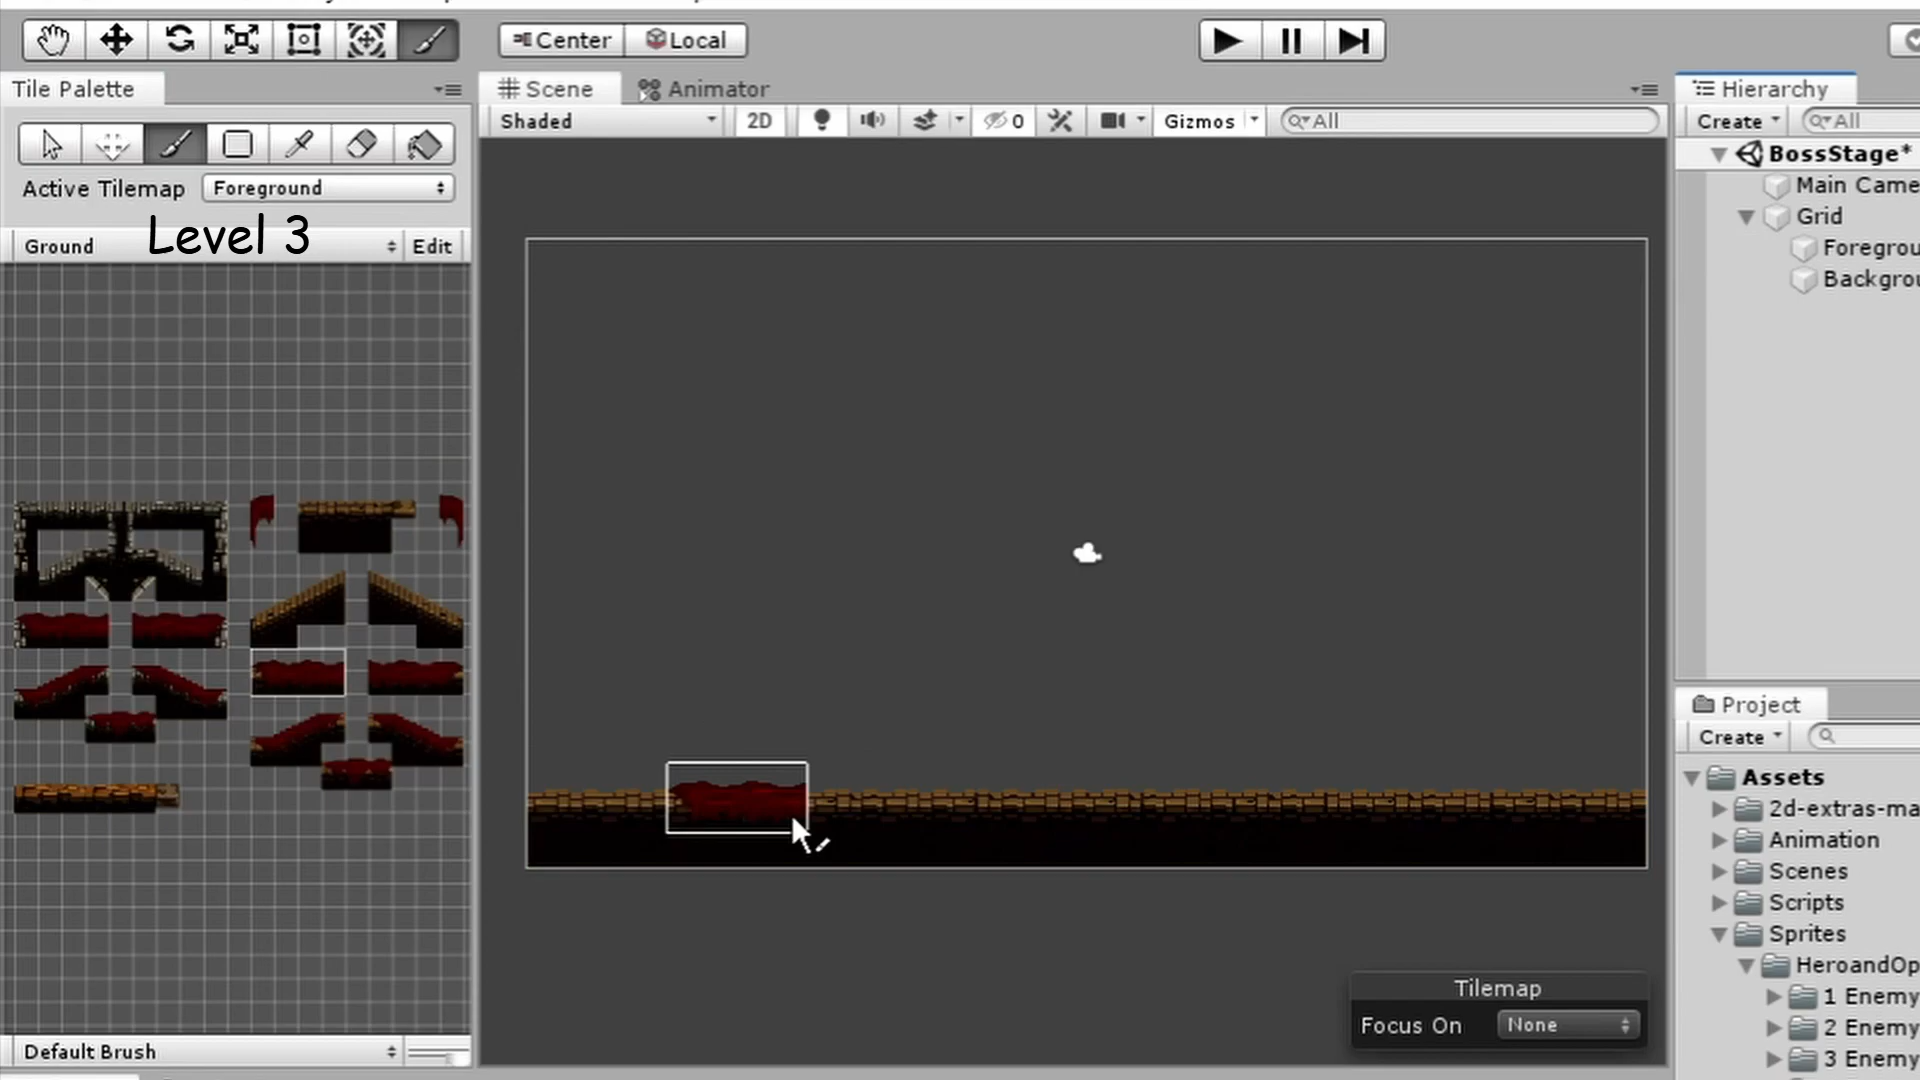 Center Local
Tile Palette
Scene Animator
Hierarchy
Shaded 2D 0 Gizmos All
Create All
BossStage*
Active Tilemap Foreground
Main Came
Grid
Level 3
Ground Edit
Foregrou
Backgrou
Project
Create
Assets
2d-extras-ma
Animation
Scenes
Scripts
Sprites
HeroandOp
Tilemap
1 Enemy
Focus On None
2 Enemy
Default Brush
3 Enemy